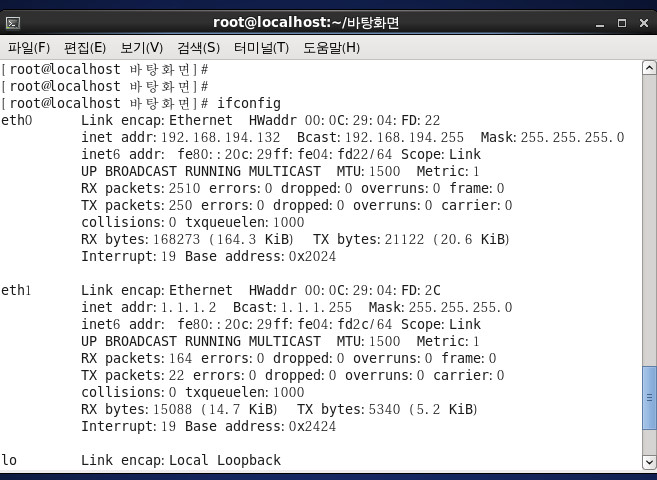 root@localhost:~/바탕화면
파일(F) 편집(E) 보기(V) 검색(S) 터미널(T) 도움말(H)
[root@localhost 바탕화면]#
[root@localhost 바탕화면]#
[root@localhost 바탕화면]# ifconfig
eth0 Link encap:Ethernet HWaddr 00:0C:29:04:FD:22
inet addr:192.168.194.132 Bcast:192.168.194.255 Mask:255.255.255.0
inet6 addr: fe80::20c:29ff:fe04:fd22/64 Scope:Link
UP BROADCAST RUNNING MULTICAST MTU:1500 Metric:1
RX packets:2510 errors:0 dropped:0 overruns:0 frame:0
TX packets:250 errors:0 dropped:0 overruns:0 carrier:0
collisions:0 txqueuelen:1000
RX bytes:168273 (164.3 KiB) TX bytes:21122 (20.6 KiB)
Interrupt:19 Base address:0x2024
eth1 Link encap:Ethernet HWaddr 00:0C:29:04:FD:2C
inet addr:1.1.1.2 Bcast:1.1.1.255 Mask:255.255.255.0
inet6 addr: fe80::20c:29ff:fe04:fd2c/64 Scope:Link
UP BROADCAST RUNNING MULTICAST MTU:1500 Metric:1
RX packets:164 errors:0 dropped:0 overruns:0 frame:0
TX packets:22 errors:0 dropped:0 overruns:0 carrier:0
collisions:0 txqueuelen:1000
RX bytes:15088 (14.7 KiB) TX bytes:5340 (5.2 KiB)
Interrupt:19 Base address:0x2424
lo Link encap:Local Loopback